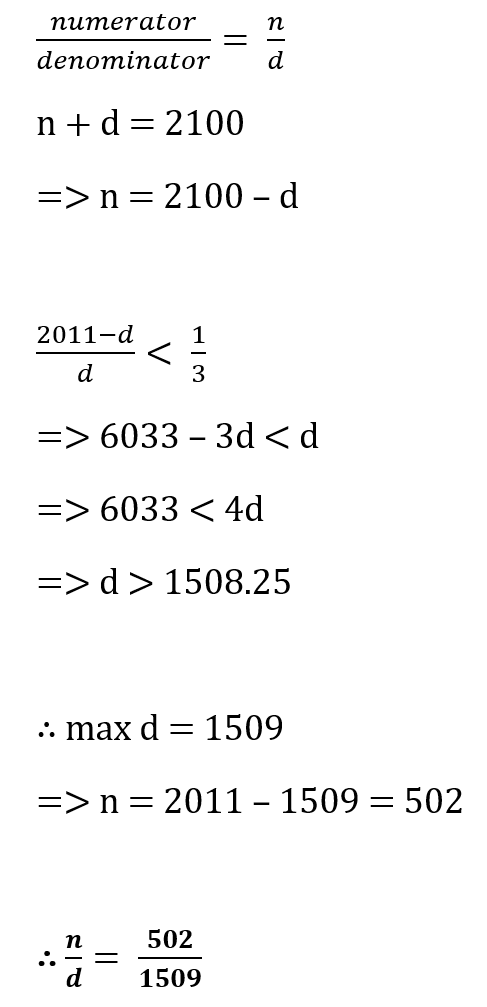 numerator/denominator = n/d
n + d = 2100
=> n = 2100 – d
2011−d/d < 1/3
=> 6033 – 3d < d
=> 6033 < 4d
=> d > 1508.25
∴ max d = 1509
=> n = 2011 – 1509 = 502
∴ n/d = 502/1509